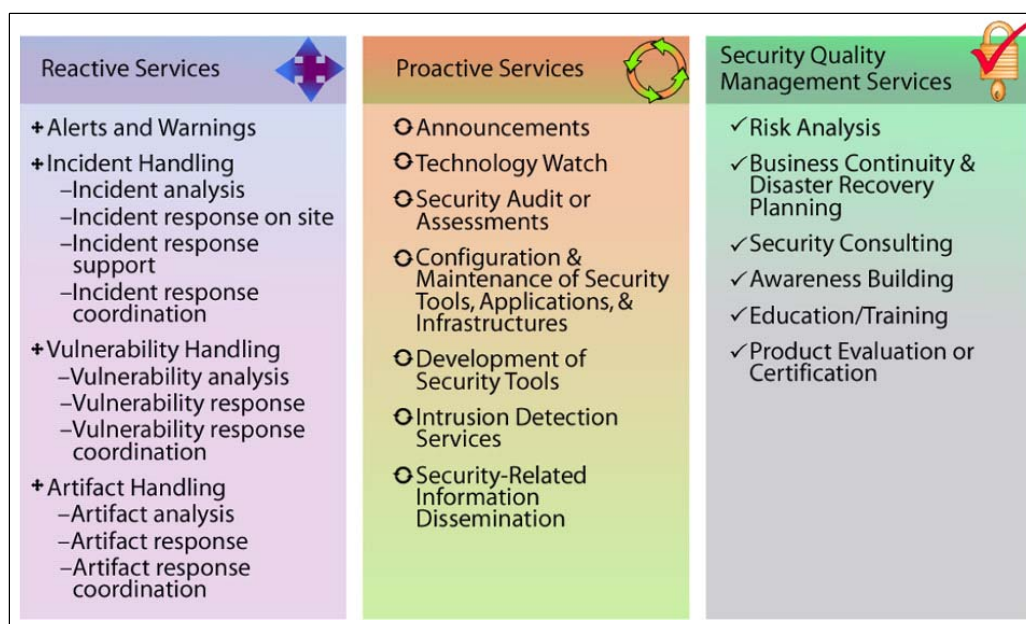 Reactive Services
+Alerts and Warnings
+Incident Handling
–Incident analysis
–Incident response on site
–Incident response
support
–Incident response
coordination
+Vulnerability Handling
–Vulnerability analysis
–Vulnerability response
–Vulnerability response
coordination
+Artifact Handling
–Artifact analysis
–Artifact response
–Artifact response
coordination
Proactive Services
Announcements
Technology Watch
Security Audit or
Assessments
Configuration &
Maintenance of Security
Tools, Applications, &
Infrastructures
Development of
Security Tools
Intrusion Detection
Services
Security-Related
Information
Dissemination
Security Quality
Management Services
✓Risk Analysis
✓Business Continuity &
Disaster Recovery
Planning
✓Security Consulting
✓Awareness Building
✓Education/Training
✓Product Evaluation or
Certification